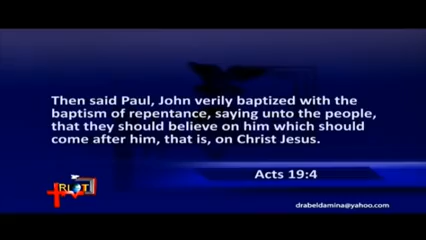 Then said Paul, John verily baptized with the
baptism of repentance, saying unto the people,
that they should believe on him which should
come after him, that is, on Christ Jesus.
Acts 19:4
drabeldamina@yahoo.com